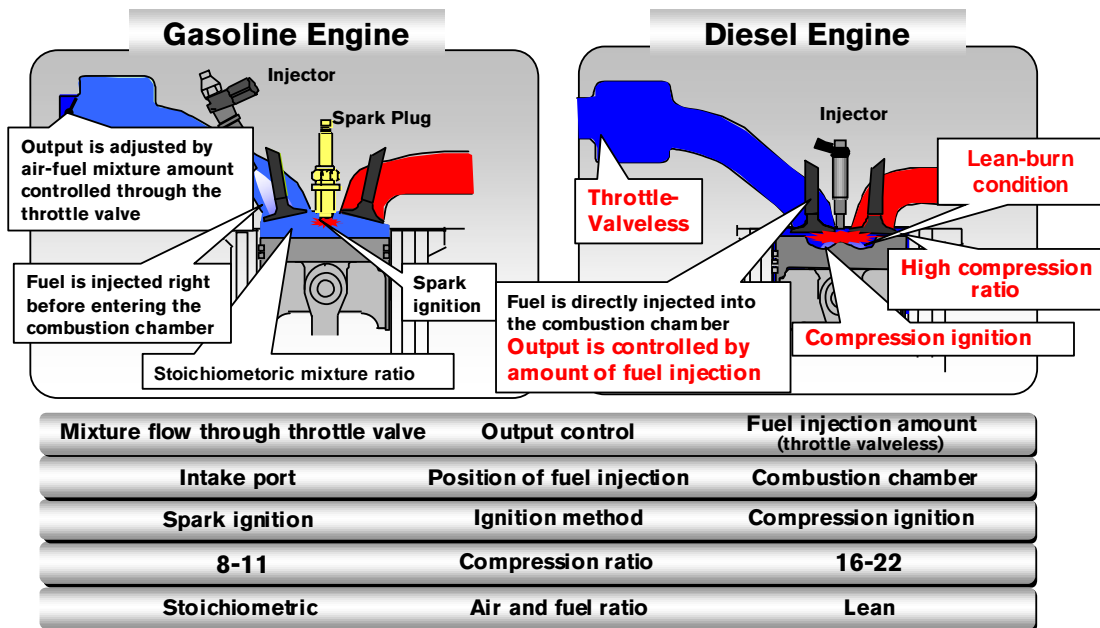 Gasoline Engine
Injector
Spark Plug
Output is adjusted by
air-fuel mixture amount
controlled through the
throttle valve
Fuel is injected right
before entering the
combustion chamber
Spark
ignition
Stoichiometoric mixture ratio
Diesel Engine
Injector
Lean-burn
condition
Throttle-
Valveless
High compression
ratio
Fuel is directly injected into
the combustion chamber
Output is controlled by
amount of fuel injection
Compression ignition
Mixture flow through throttle valve Output control Fuel injection amount
(throttle valveless)
Intake port Position of fuel injection Combustion chamber
Spark ignition Ignition method Compression ignition
8-11 Compression ratio 16-22
Stoichiometric Air and fuel ratio Lean